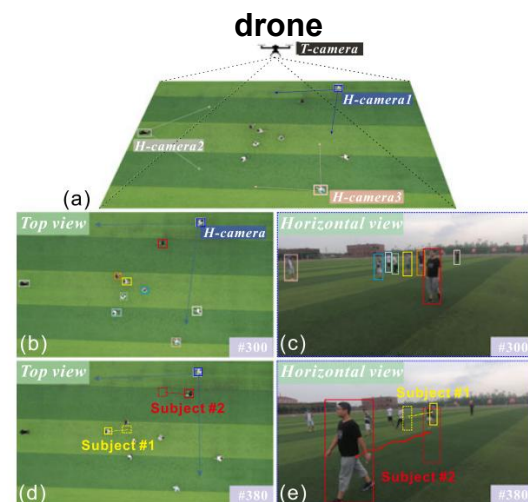 drone
T-camera
H-camera1
H-camera2
H-camera3
(a)
Top view
H-camera
(b)
#300
Horizontal view
(c)
#300
Top view
Subject #2
Subject #1
(d)
#380
Horizontal view
Subject #1
Subject #2
(e)
#380